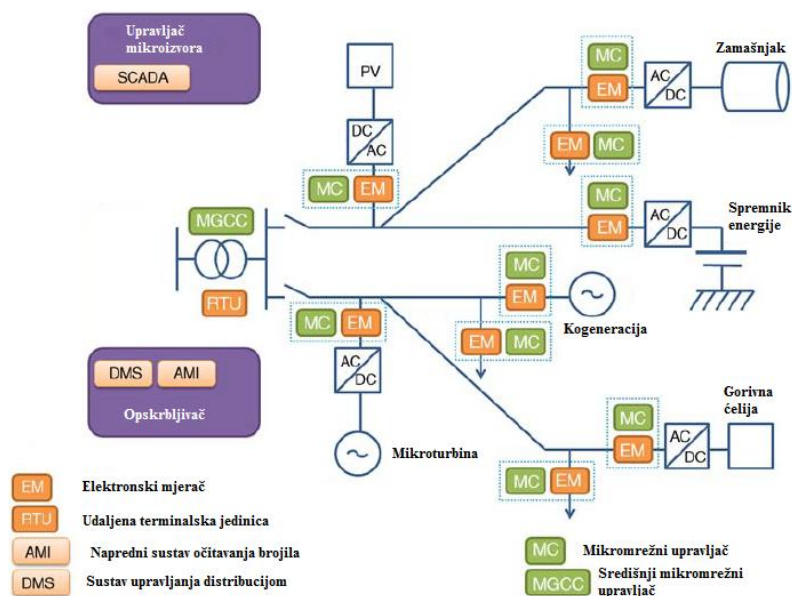 Upravljač
mikroizvora
SCADA
PV
DC
AC
MC EM
MC
EM
AC
DC
Zamašnjak
EM MC
MGCC
RTU
MC
EM
AC
DC
Spremnik
energije
MC
EM
Kogeneracija
MC EM
EM MC
AC
DC
Mikroturbina
DMS AMI
Opskrbljivač
MC
EM
AC
DC
Gorivna
ćelija
MC EM
EM Elektronski mjerač
RTU Udaljena terminalska jedinica
AMI Napredni sustav očitavanja brojila
DMS Sustav upravljanja distribucijom
MC Mikromrežni upravljač
MGCC Središnji mikromrežni
upravljač